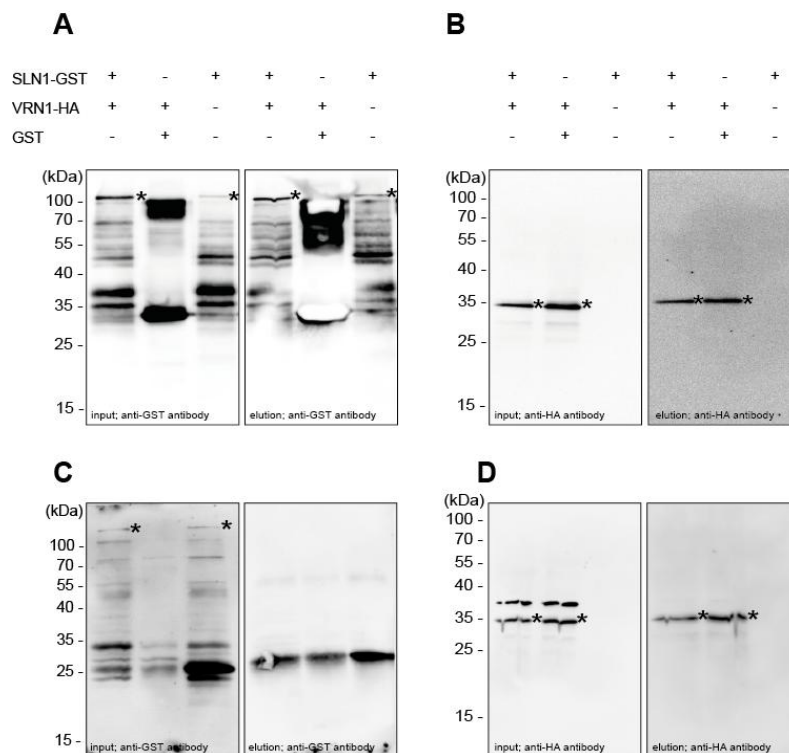 A
B
SLN1-GST + - + + - + + - + + - +
VRN1-HA + + - + + - + + - + + -
GST - + - - + - - + - - + -
(kDa)
100 -
70 -
55 -
40 -
35 -
25 -
15 -
* * * *
input; anti-GST antibody
elution; anti-GST antibody
(kDa)
100 -
70 -
55 -
40 -
35 -
25 -
15 -
* * * *
input; anti-HA antibody
elution; anti-HA antibody
C
D
(kDa)
100 -
70 -
55 -
40 -
35 -
25 -
15 -
* *
input; anti-GST antibody
elution; anti-GST antibody
(kDa)
100 -
70 -
55 -
40 -
35 -
25 -
15 -
* * * *
input; anti-HA antibody
elution; anti-HA antibody